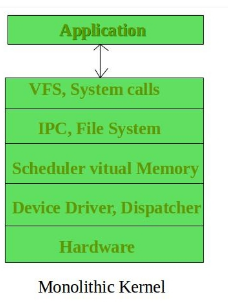 Application
VFS, System calls
IPC, File System
Scheduler vitual Memory
Device Driver, Dispatcher
Hardware
Monolithic Kernel